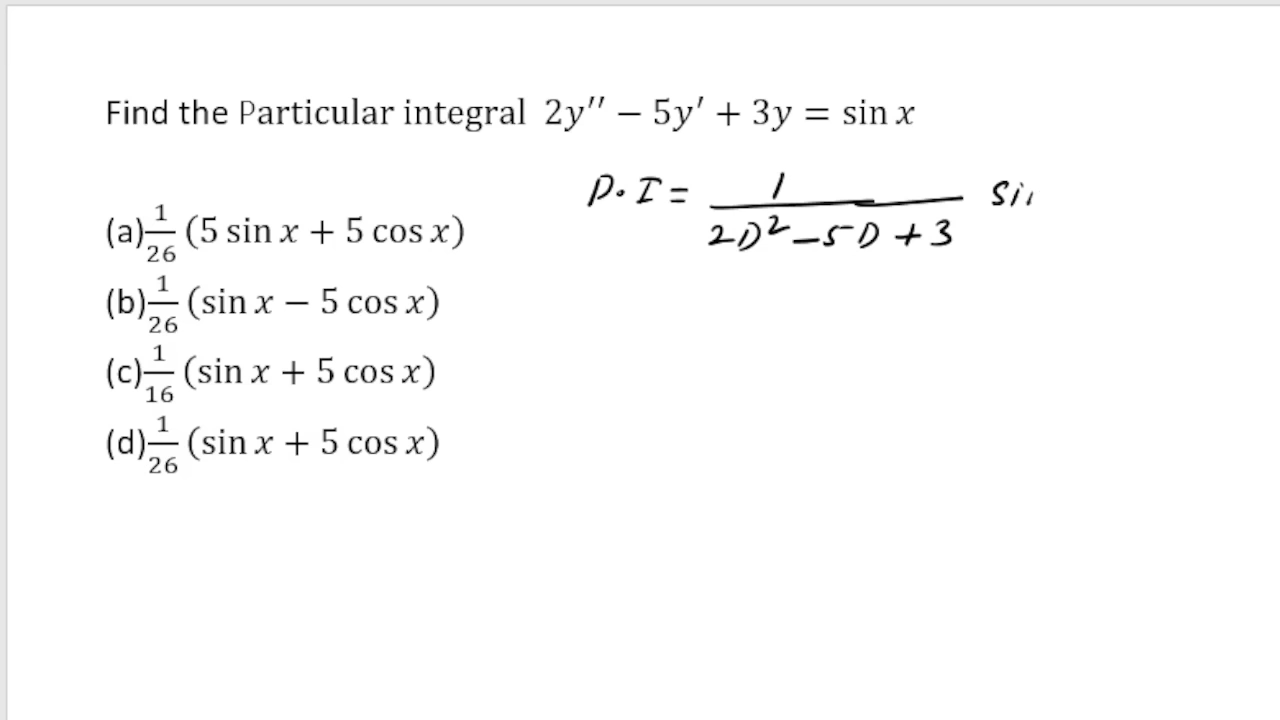 Find the Particular integral 2y′′ − 5y′ + 3y = sin x
P.I = 1/(2D² − 5D + 3)
(a) 1/26 (5 sin x + 5 cos x)
(b) 1/26 (sin x − 5 cos x)
(c) 1/16 (sin x + 5 cos x)
(d) 1/26 (sin x + 5 cos x)